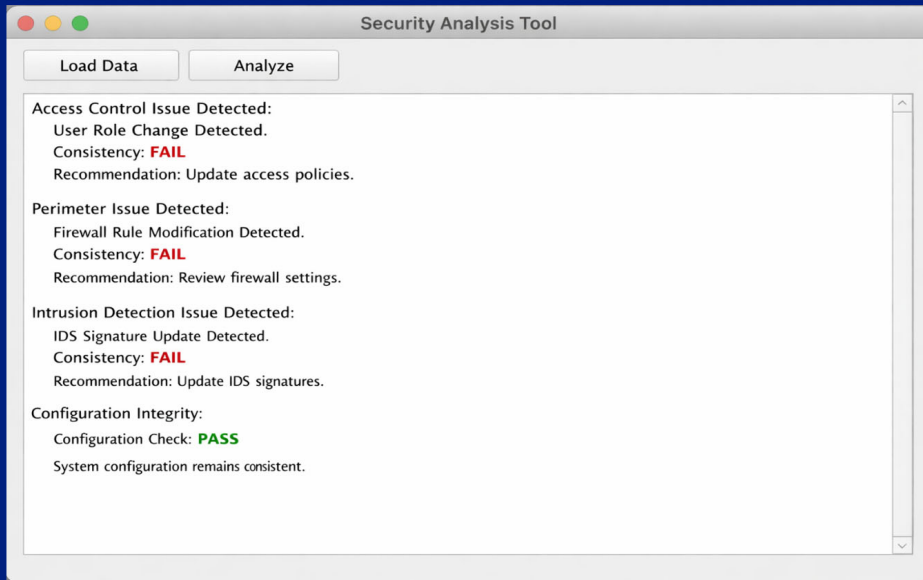 Security Analysis Tool
Load Data
Analyze
Access Control Issue Detected:
User Role Change Detected.
Consistency: FAIL
Recommendation: Update access policies.
Perimeter Issue Detected:
Firewall Rule Modification Detected.
Consistency: FAIL
Recommendation: Review firewall settings.
Intrusion Detection Issue Detected:
IDS Signature Update Detected.
Consistency: FAIL
Recommendation: Update IDS signatures.
Configuration Integrity:
Configuration Check: PASS
System configuration remains consistent.